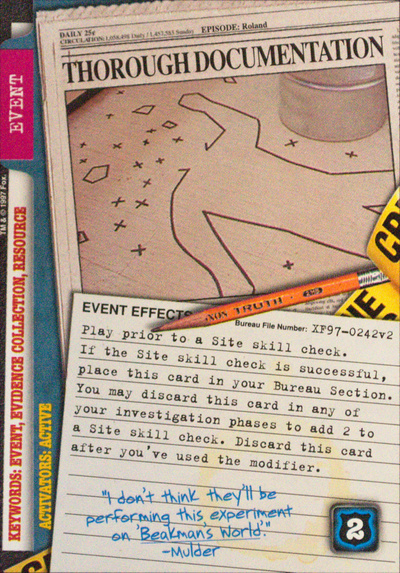 DAILY 25¢
EPISODE: Roland
CIRCULATION: 1,056,498 Daily / 1,457,583 Sunday
THOROUGH DOCUMENTATION
EVENT
TM & © 1997 Fox.
KEYWORDS: EVENT, EVIDENCE COLLECTION, RESOURCE
ACTIVATORS: ACTIVE
TRUTH
EVENT EFFECTS
Bureau File Number: XF97-0242v2
Play prior to a Site skill check.
If the Site skill check is successful,
place this card in your Bureau Section.
You may discard this card in any of
your investigation phases to add 2 to
a Site skill check. Discard this card
after you've used the modifier.
"I don't think they'll be
performing this experiment
on 'Beakman's World'."
-Mulder
2